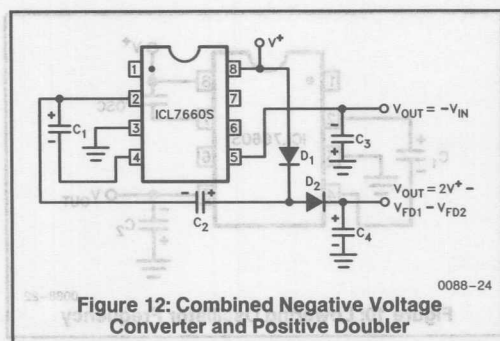 V+
1
2
3
4
ICL7660S
8
7
6
5
+
C1
-
VOUT = -VIN
-
C3
+
D1
D2
VOUT = 2V+ -
VFD1 - VFD2
- +
C2
+
C4
-
0088-24
Figure 12: Combined Negative Voltage
Converter and Positive Doubler